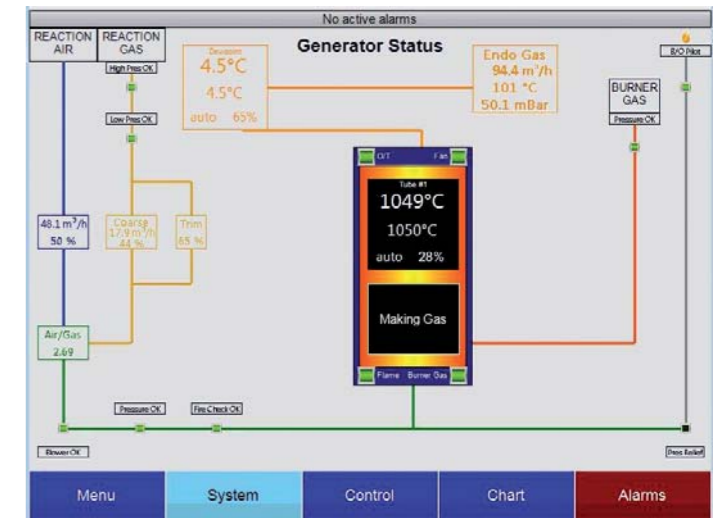 No active alarms
REACTION AIR
REACTION GAS
Generator Status
High Pres OK
Low Pres OK
Dewpoint
4.5°C
4.5°C
auto 65%
Endo Gas
94.4 m³/h
101 °C
50.1 mBar
B/O Pilot
BURNER GAS
Pressure OK
O/T Fan
Tube #1
1049°C
1050°C
auto 28%
Making Gas
Flame Burner Gas
48.1 m³/h
50 %
Coarse
17.9 m³/h
44 %
Trim
65 %
Air/Gas
2.69
Pressure OK
Fire Check OK
Blower OK
Pres Relief
Menu
System
Control
Chart
Alarms